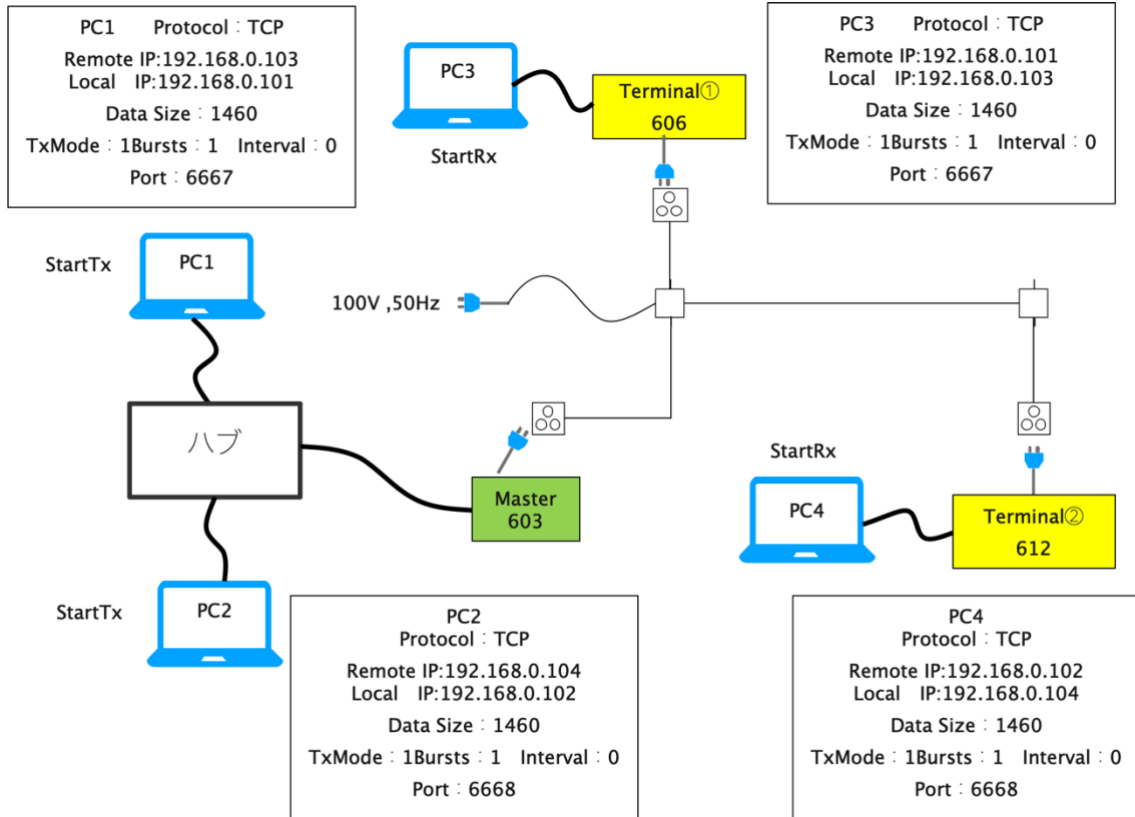 PC1 Protocol：TCP
Remote IP:192.168.0.103
Local IP:192.168.0.101
Data Size：1460
TxMode：1Bursts：1 Interval：0
Port：6667
PC3
StartRx
Terminal①
606
PC3 Protocol：TCP
Remote IP:192.168.0.101
Local IP:192.168.0.103
Data Size：1460
TxMode：1Bursts：1 Interval：0
Port：6667
StartTx
PC1
100V ,50Hz
ハブ
Master
603
StartRx
PC4
Terminal②
612
StartTx
PC2
PC2
Protocol：TCP
Remote IP:192.168.0.104
Local IP:192.168.0.102
Data Size：1460
TxMode：1Bursts：1 Interval：0
Port：6668
PC4
Protocol：TCP
Remote IP:192.168.0.102
Local IP:192.168.0.104
Data Size：1460
TxMode：1Bursts：1 Interval：0
Port：6668